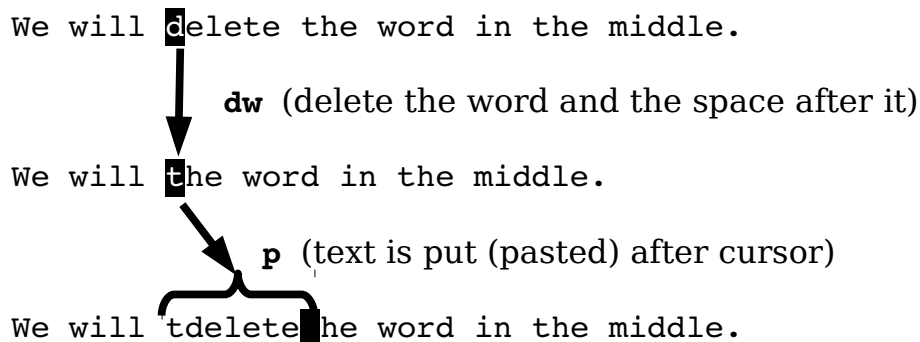 We will delete the word in the middle.
dw (delete the word and the space after it)
We will the word in the middle.
p (text is put (pasted) after cursor)
We will tdelete he word in the middle.